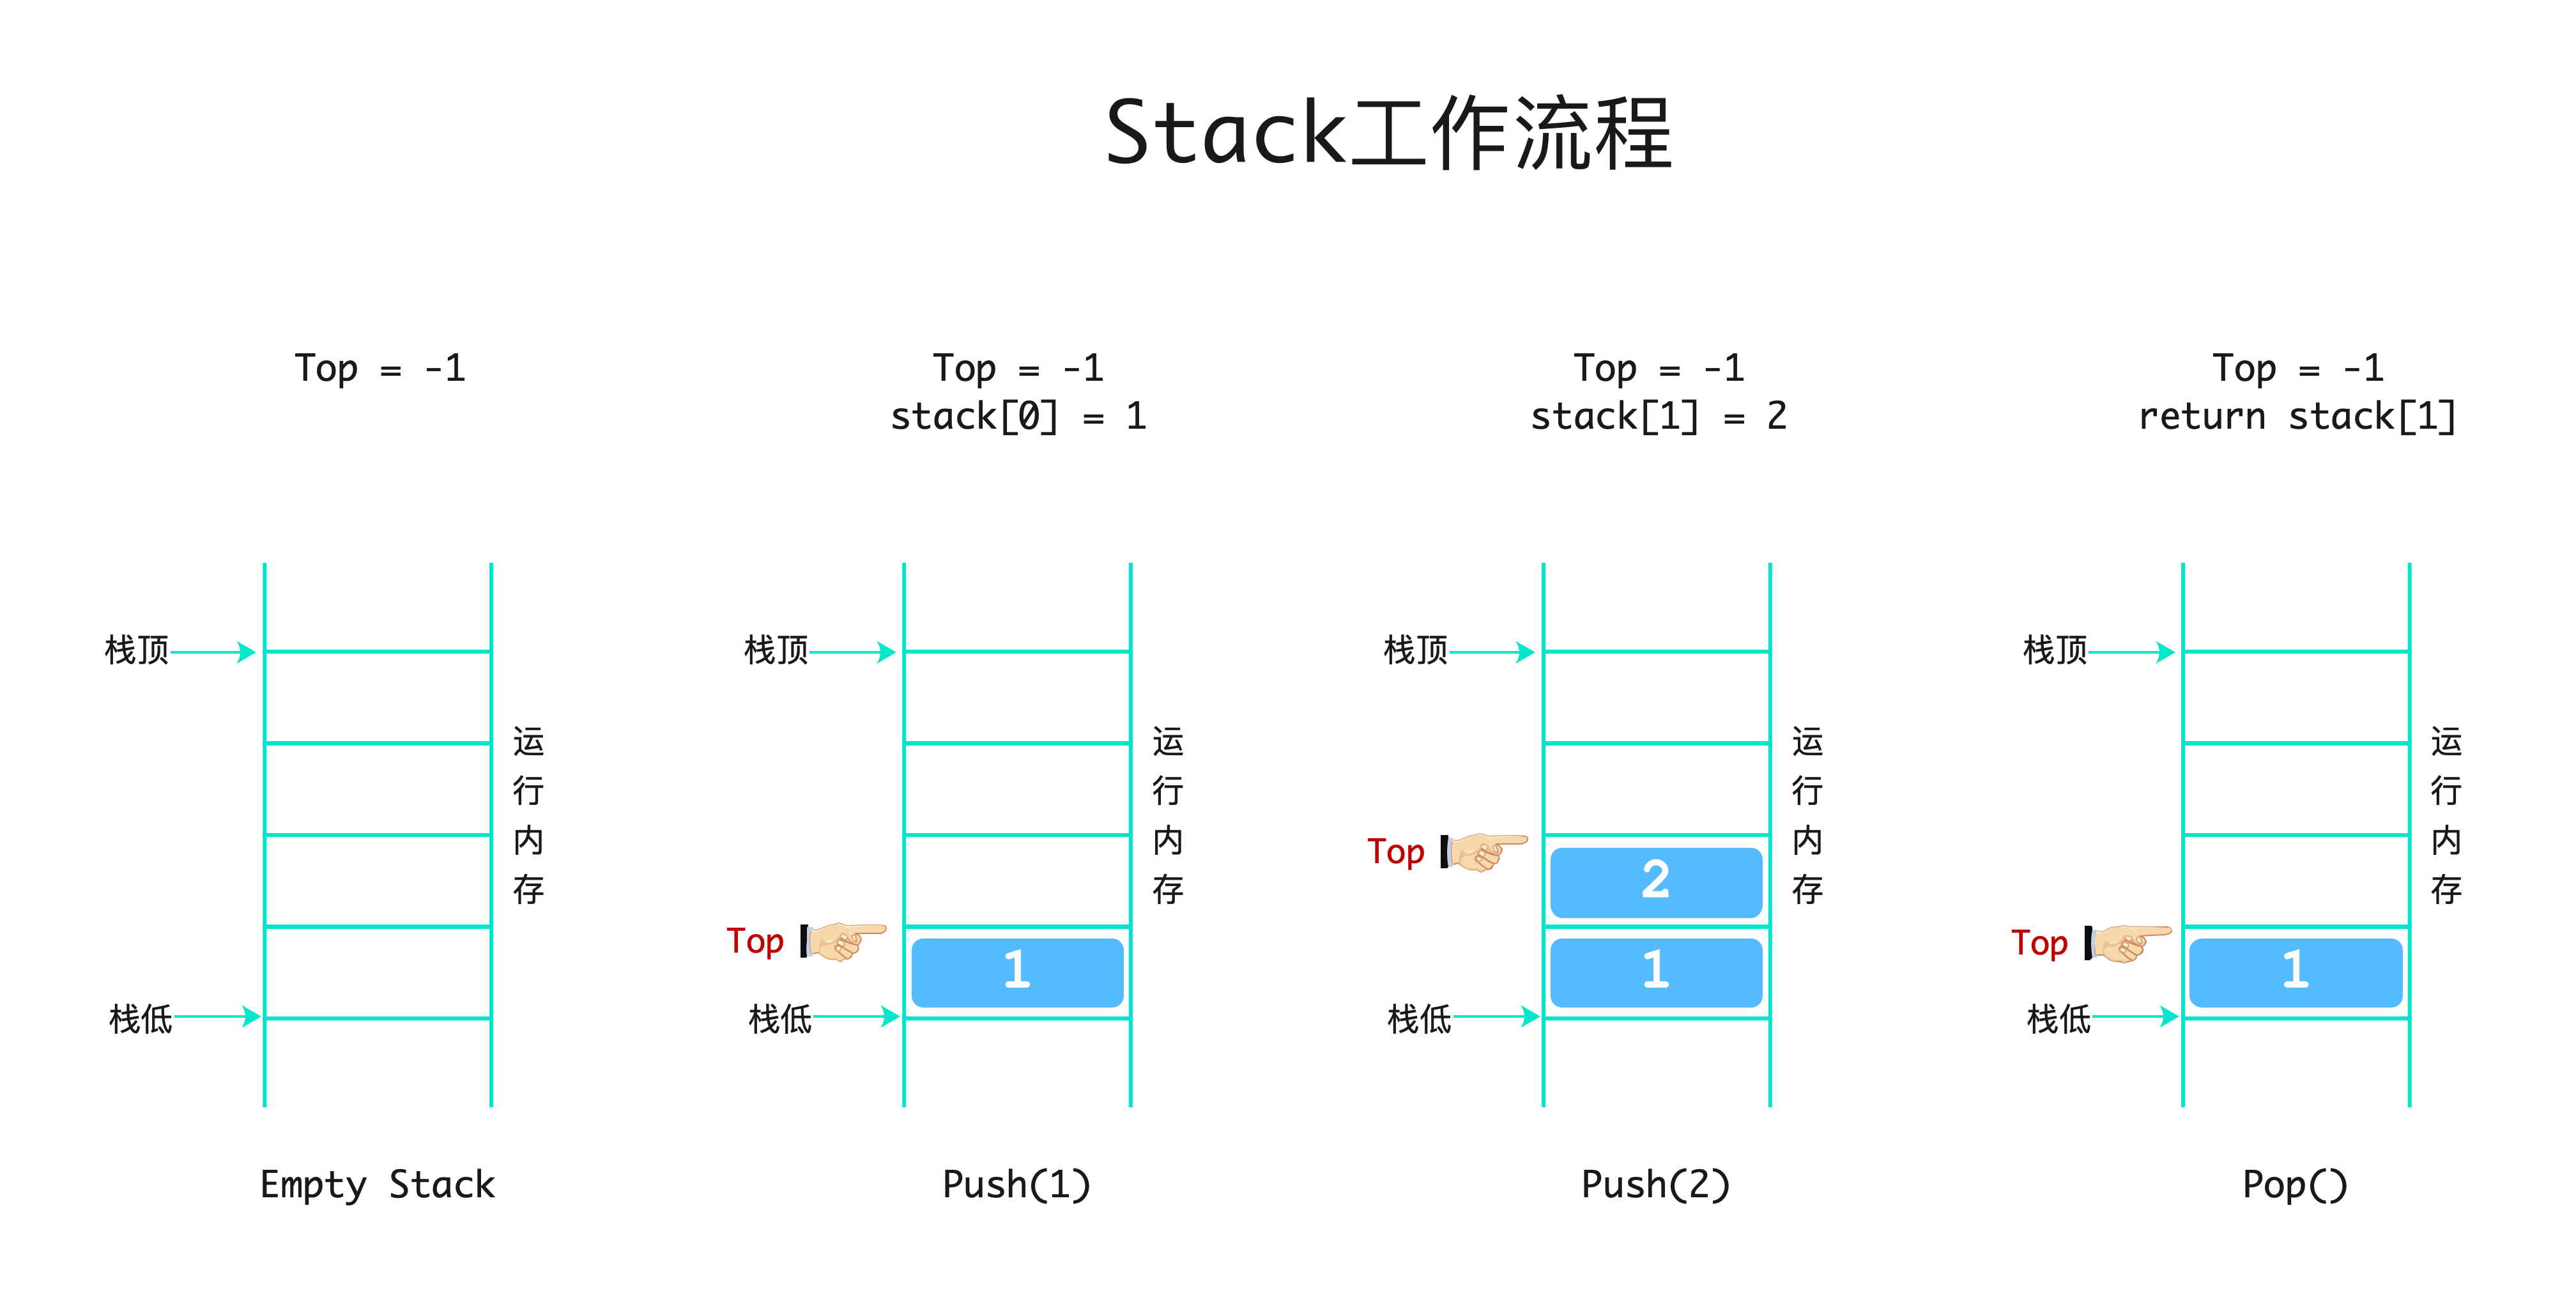 Stack工作流程
Top = -1
Top = -1
stack[0] = 1
Top = -1
stack[1] = 2
Top = -1
return stack[1]
栈顶
运行内存
栈低
Empty Stack
栈顶
运行内存
Top
1
栈低
Push(1)
栈顶
运行内存
Top
2
1
栈低
Push(2)
栈顶
运行内存
Top
1
栈低
Pop()